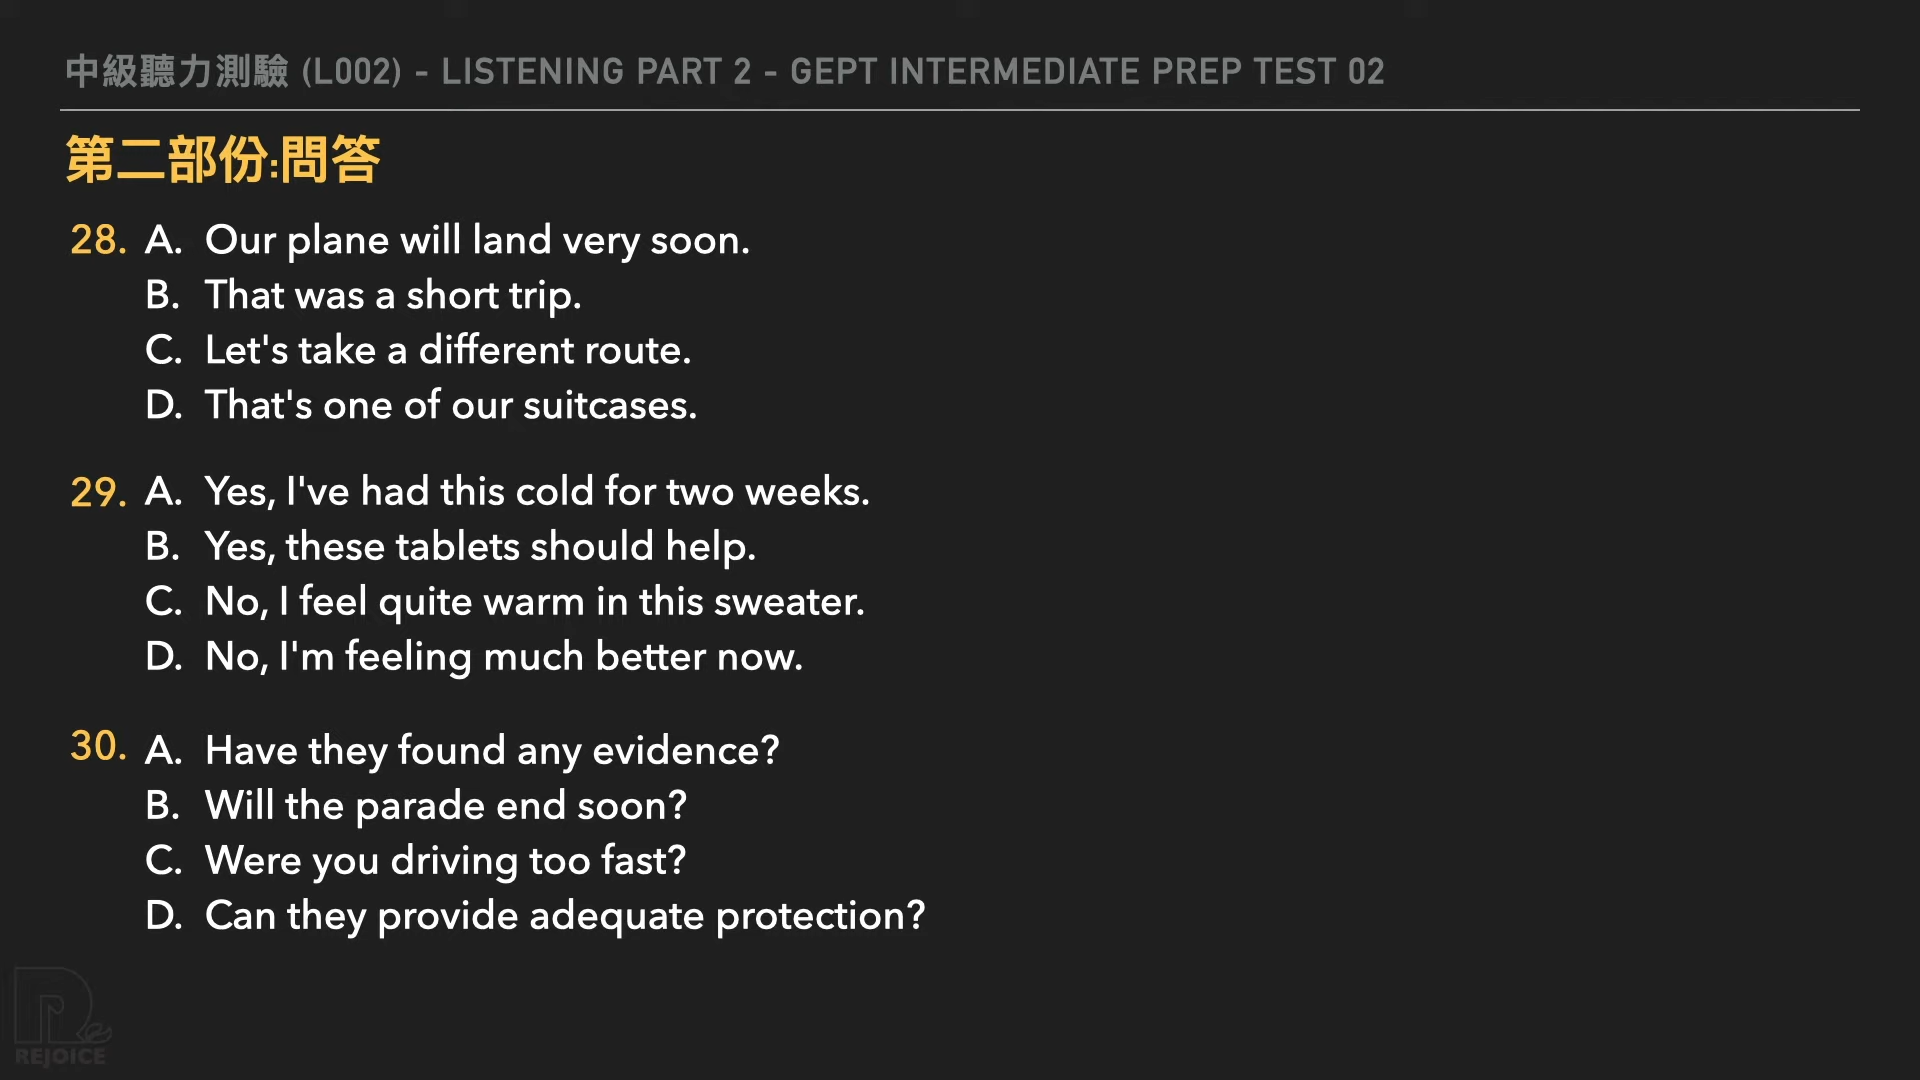 中級聽力測驗 (L002) - LISTENING PART 2 - GEPT INTERMEDIATE PREP TEST 02
第二部份:問答
28. A. Our plane will land very soon.
B. That was a short trip.
C. Let's take a different route.
D. That's one of our suitcases.
29. A. Yes, I've had this cold for two weeks.
B. Yes, these tablets should help.
C. No, I feel quite warm in this sweater.
D. No, I'm feeling much better now.
30. A. Have they found any evidence?
B. Will the parade end soon?
C. Were you driving too fast?
D. Can they provide adequate protection?
REJOICE